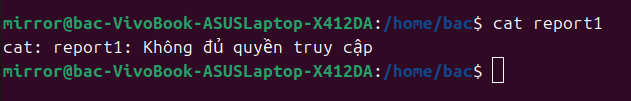 mirror@bac-VivoBook-ASUSLaptop-X412DA:/home/bac$ cat report1
cat: report1: Không đủ quyền truy cập
mirror@bac-VivoBook-ASUSLaptop-X412DA:/home/bac$